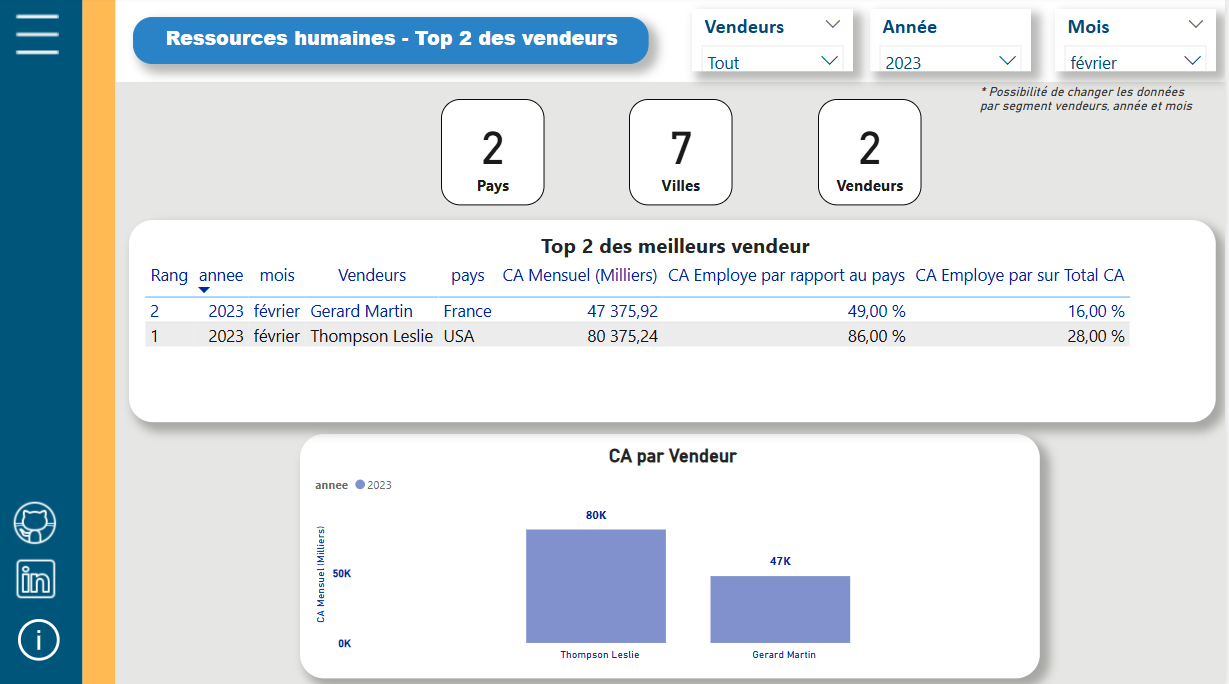 Ressources humaines - Top 2 des vendeurs
Vendeurs
Tout
Année
2023
Mois
février
* Possibilité de changer les données
par segment vendeurs, année et mois
2
Pays
7
Villes
2
Vendeurs
Top 2 des meilleurs vendeur
Rang annee mois Vendeurs pays CA Mensuel (Milliers) CA Employe par rapport au pays CA Employe par sur Total CA
2 2023 février Gerard Martin France 47 375,92 49,00 % 16,00 %
1 2023 février Thompson Leslie USA 80 375,24 86,00 % 28,00 %
CA par Vendeur
annee 2023
CA Mensuel (Milliers)
50K
0K
80K
47K
Thompson Leslie
Gerard Martin
in
i